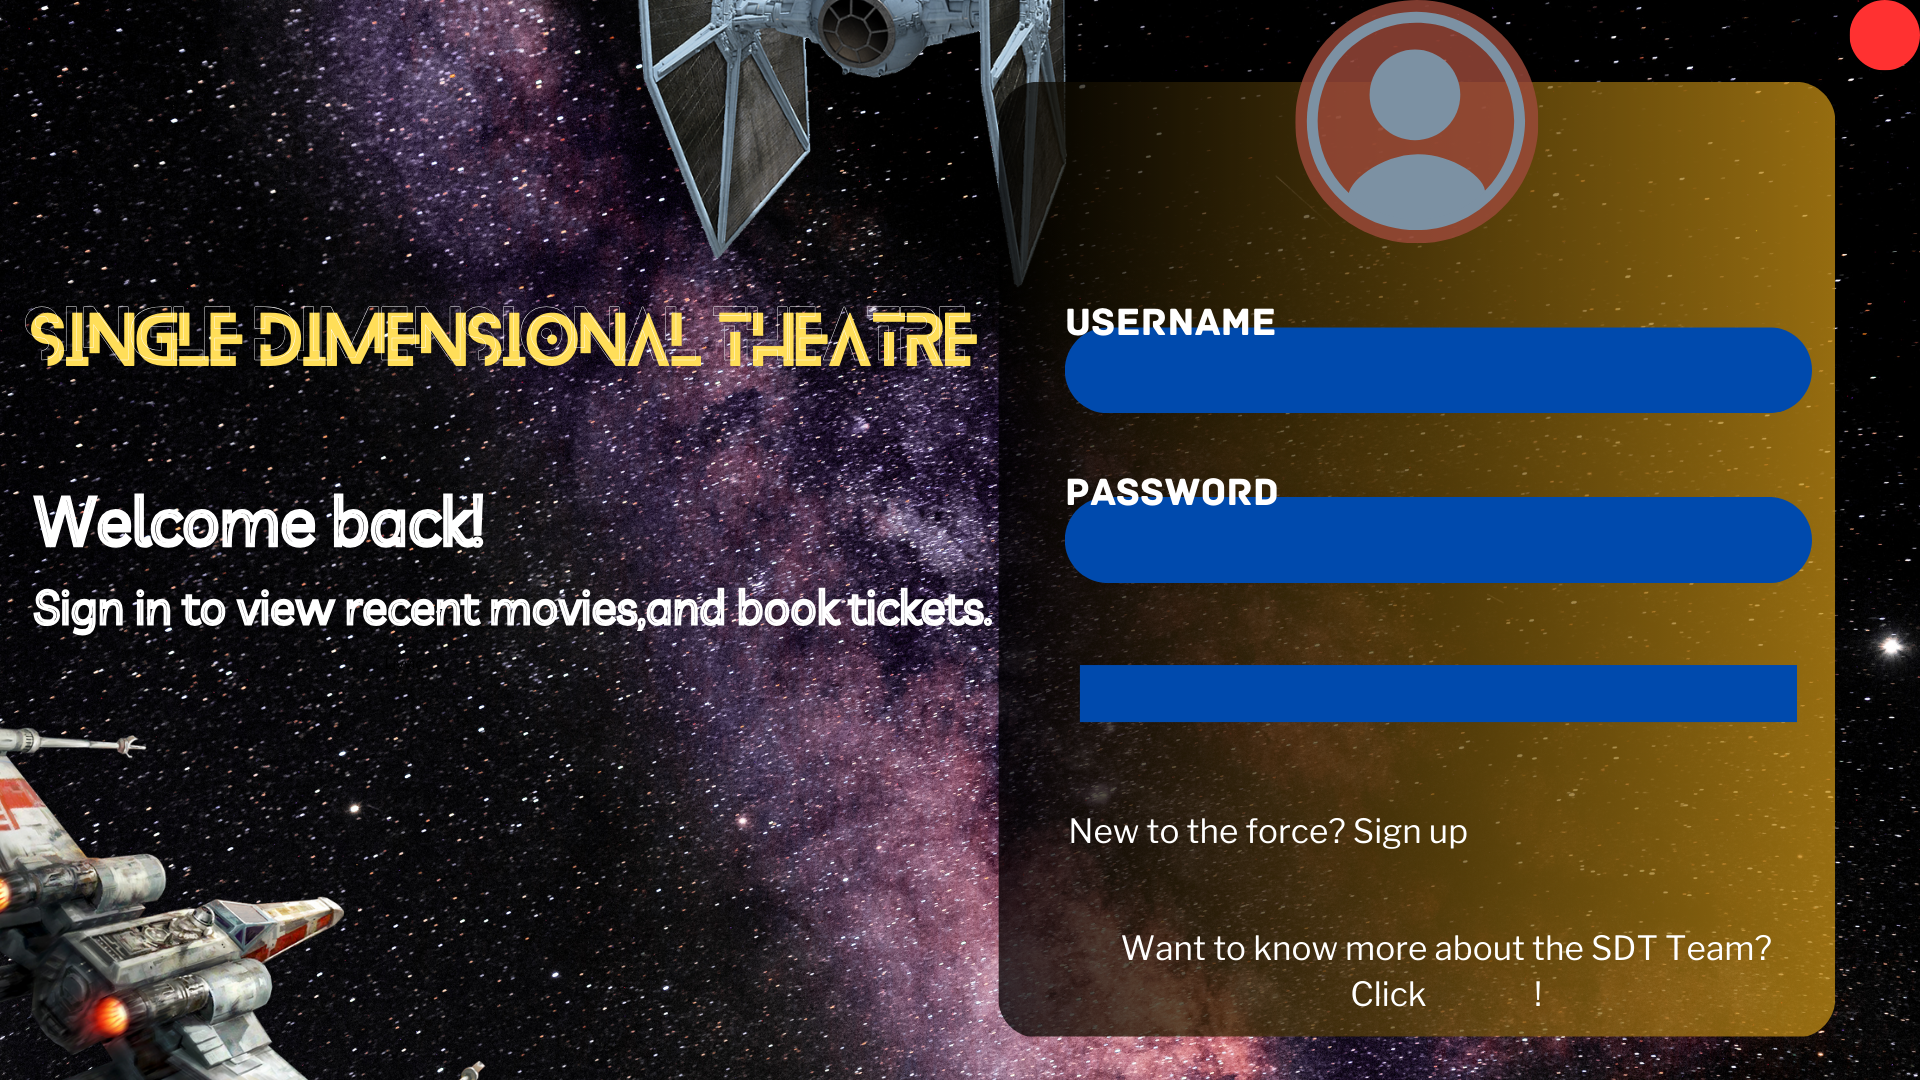 SINGLE DIMENSIONAL THEATRE
Welcome back!
Sign in to view recent movies,and book tickets.
USERNAME
PASSWORD
New to the force? Sign up
Want to know more about the SDT Team?
Click !